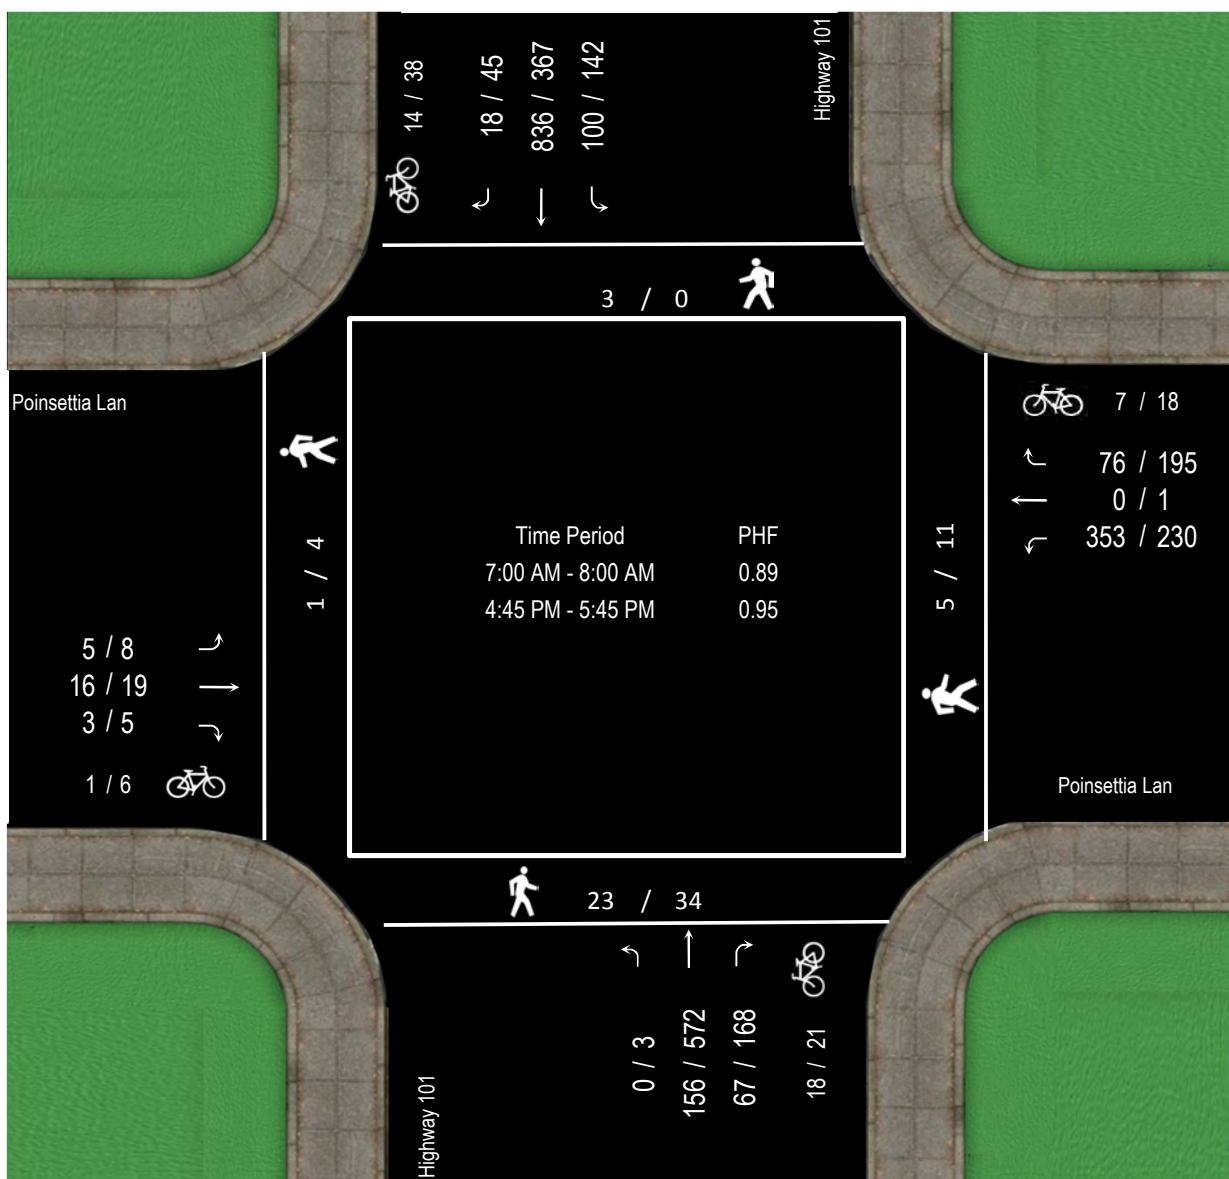 14 / 38
18 / 45
836 / 367
100 / 142
Highway 101
3 / 0
Poinsettia Lan
7 / 18
76 / 195
0 / 1
353 / 230
1 / 4
Time Period PHF
7:00 AM - 8:00 AM 0.89
4:45 PM - 5:45 PM 0.95
5 / 11
5 / 8
16 / 19
3 / 5
1 / 6
Poinsettia Lan
23 / 34
Highway 101
0 / 3
156 / 572
67 / 168
18 / 21